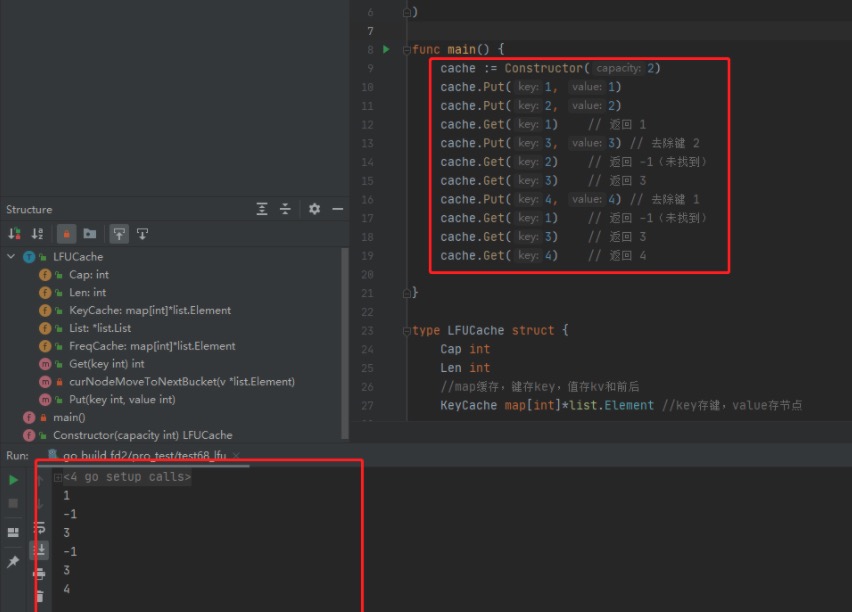 6 )
7
8 func main() {
9 cache := Constructor( capacity: 2)
10 cache.Put( key: 1, value: 1)
11 cache.Put( key: 2, value: 2)
12 cache.Get( key: 1) // 返回 1
13 cache.Put( key: 3, value: 3) // 去除键 2
14 cache.Get( key: 2) // 返回 -1（未找到）
15 cache.Get( key: 3) // 返回 3
16 cache.Put( key: 4, value: 4) // 去除键 1
17 cache.Get( key: 1) // 返回 -1（未找到）
18 cache.Get( key: 3) // 返回 3
19 cache.Get( key: 4) // 返回 4
20
21 }
22
23 type LFUCache struct {
24 Cap int
25 Len int
26 //map缓存，键存key，值存kv和前后
27 KeyCache map[int]*list.Element //key存键，value存节点
Structure
LFUCache
Cap: int
Len: int
KeyCache: map[int]*list.Element
List: *list.List
FreqCache: map[int]*list.Element
Get(key int) int
curNodeMoveToNextBucket(v *list.Element)
Put(key int, value int)
main()
Constructor(capacity int) LFUCache
Run: go build fd2/pro_test/test68_lfu
<4 go setup calls>
1
-1
3
-1
3
4